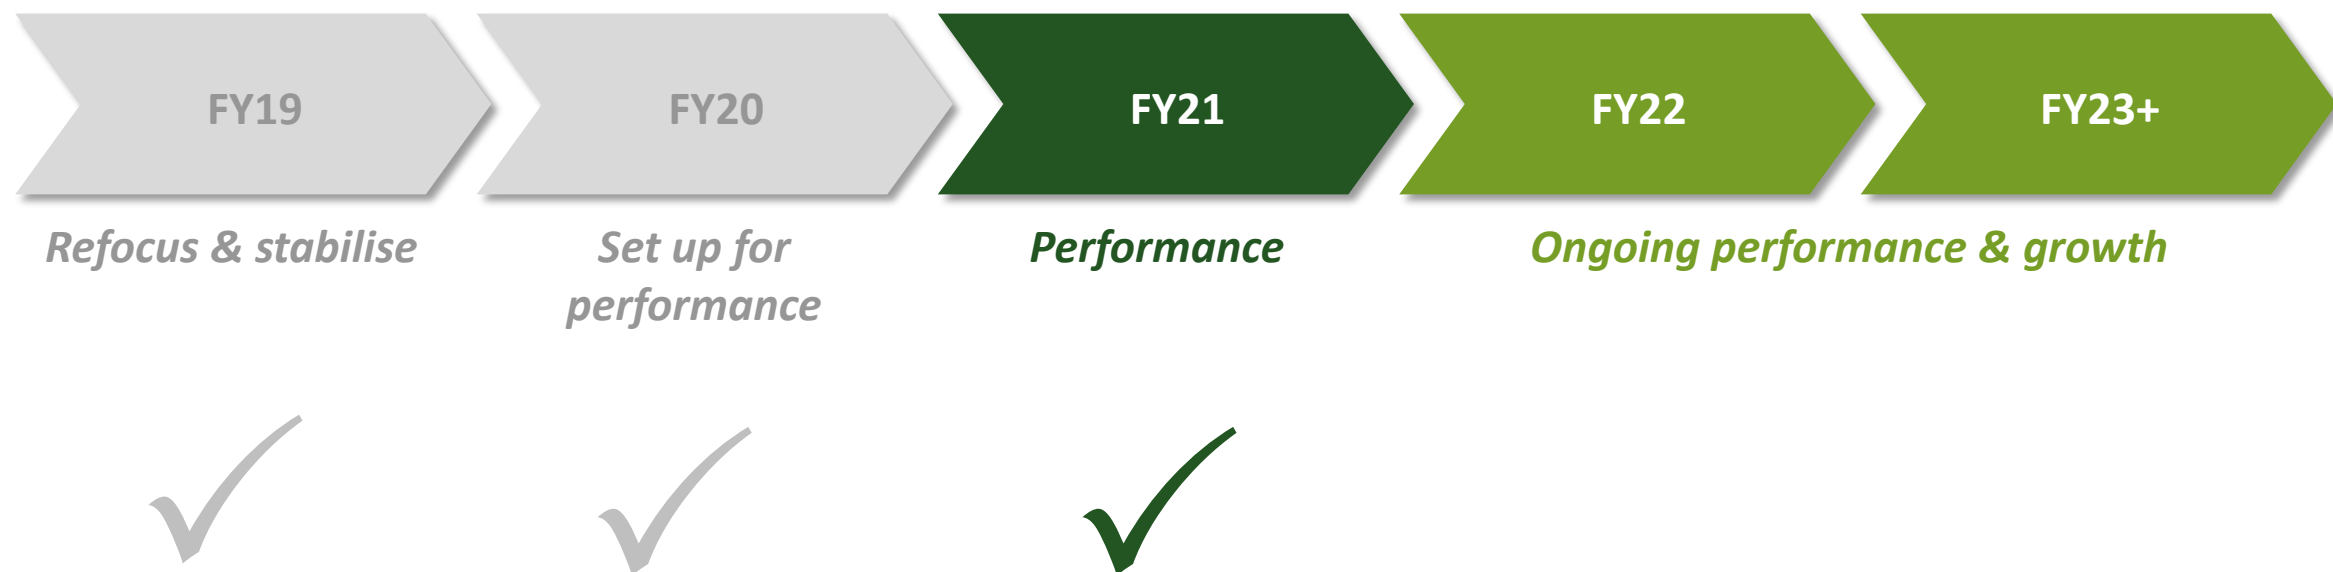 FY19
FY20
FY21
FY22
FY23+
Refocus & stabilise
Set up for
performance
Performance
Ongoing performance & growth